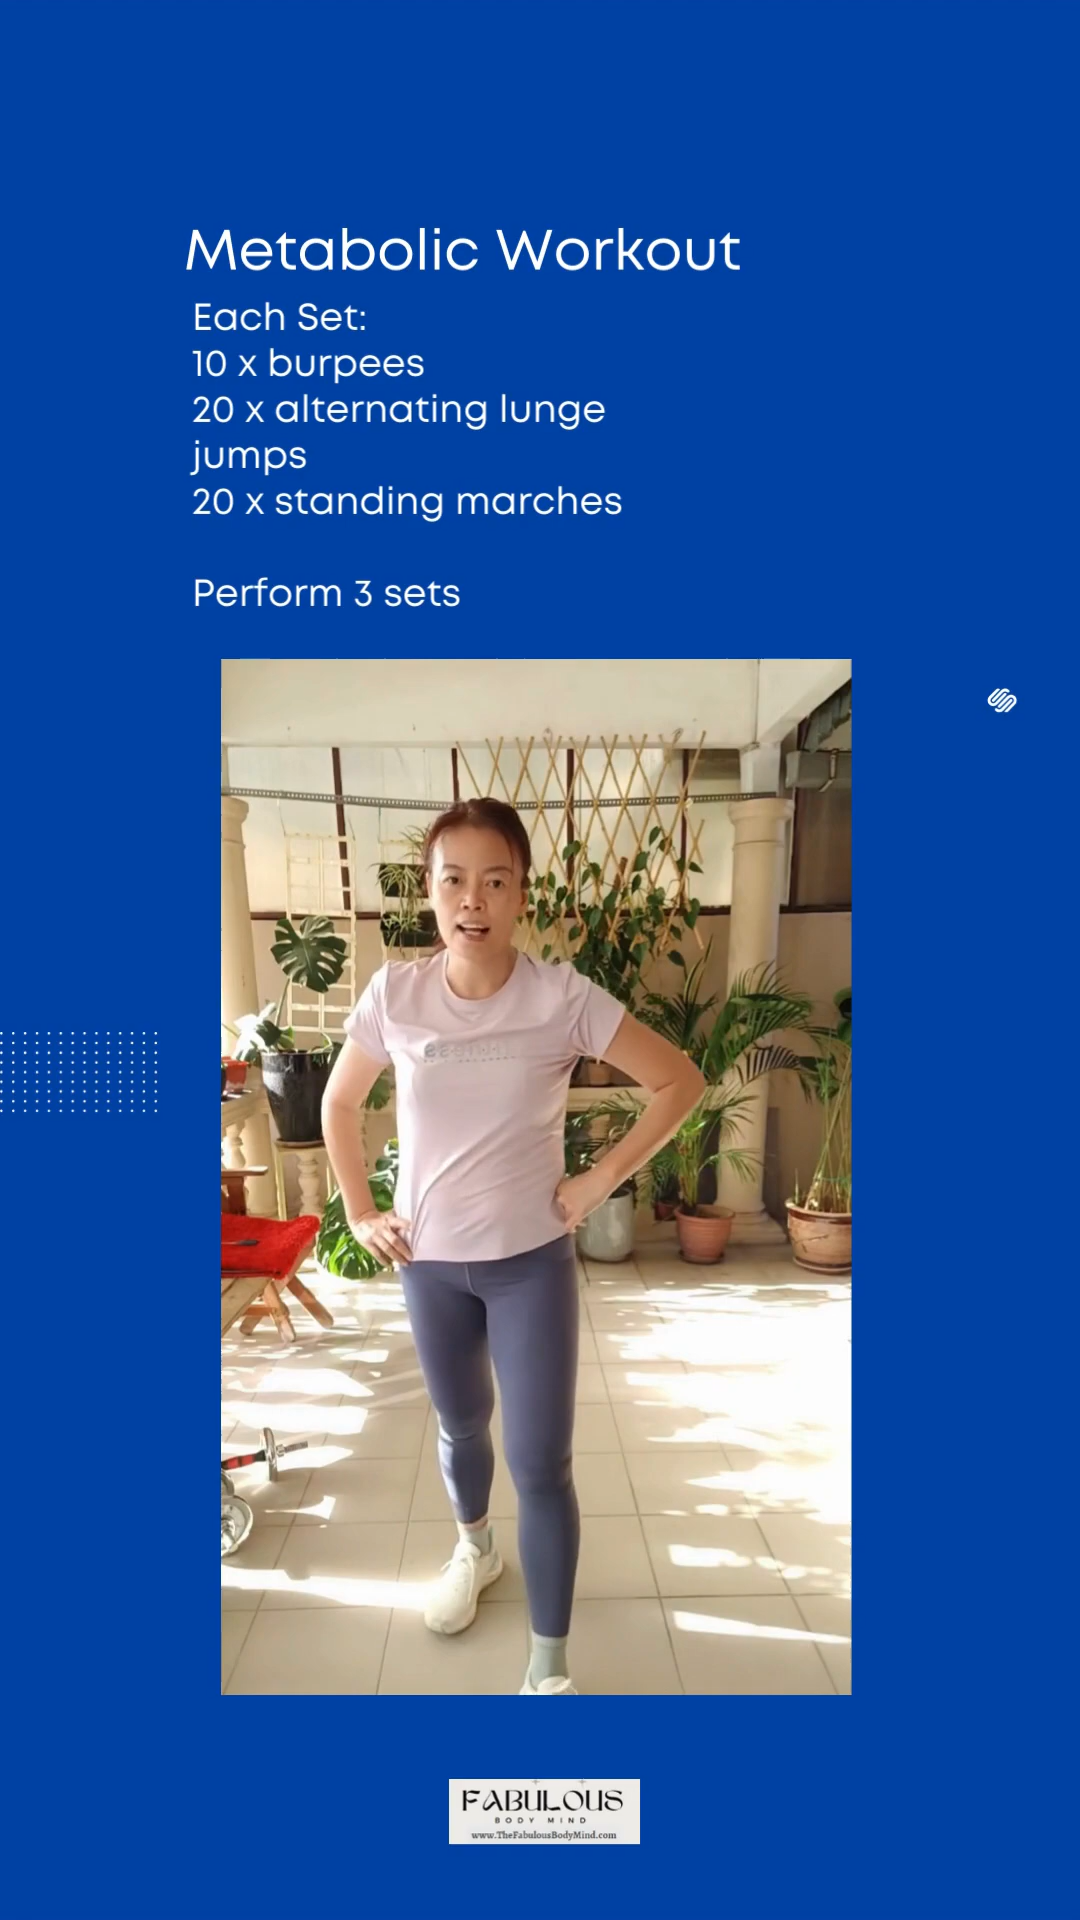 Metabolic Workout
Each Set:
10 x burpees
20 x alternating lunge
jumps
20 x standing marches
Perform 3 sets
FABULOUS
BODY MIND
www.TheFabulousBodyMind.com